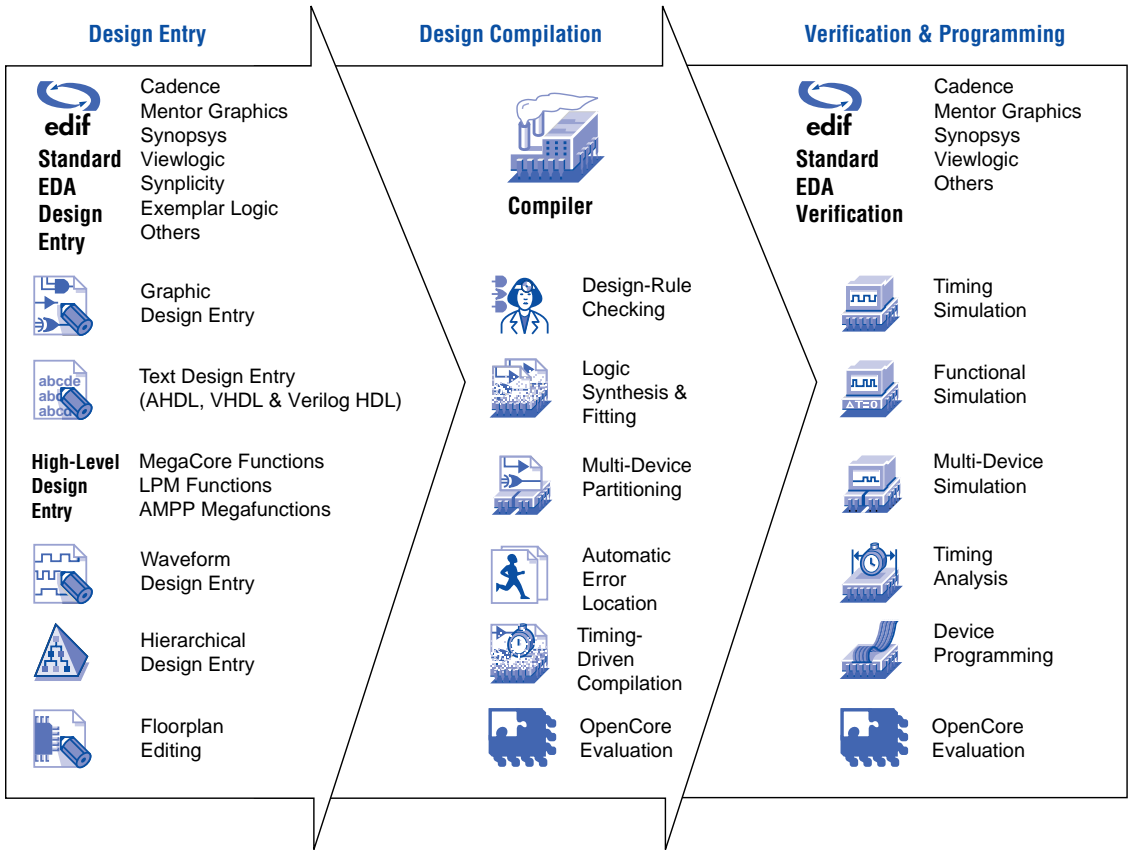 Design Entry
edif
Standard
EDA
Design
Entry
Cadence
Mentor Graphics
Synopsys
Viewlogic
Synplicity
Exemplar Logic
Others
Graphic
Design Entry
abcde
abc
abcd
Text Design Entry
(AHDL, VHDL & Verilog HDL)
High-Level
Design
Entry
MegaCore Functions
LPM Functions
AMPP Megafunctions
Waveform
Design Entry
Hierarchical
Design Entry
Floorplan
Editing
Design Compilation
Compiler
Design-Rule
Checking
Logic
Synthesis &
Fitting
Multi-Device
Partitioning
Automatic
Error
Location
Timing-
Driven
Compilation
OpenCore
Evaluation
Verification & Programming
edif
Standard
EDA
Verification
Cadence
Mentor Graphics
Synopsys
Viewlogic
Others
Timing
Simulation
ΔT=0
Functional
Simulation
Multi-Device
Simulation
Timing
Analysis
Device
Programming
OpenCore
Evaluation